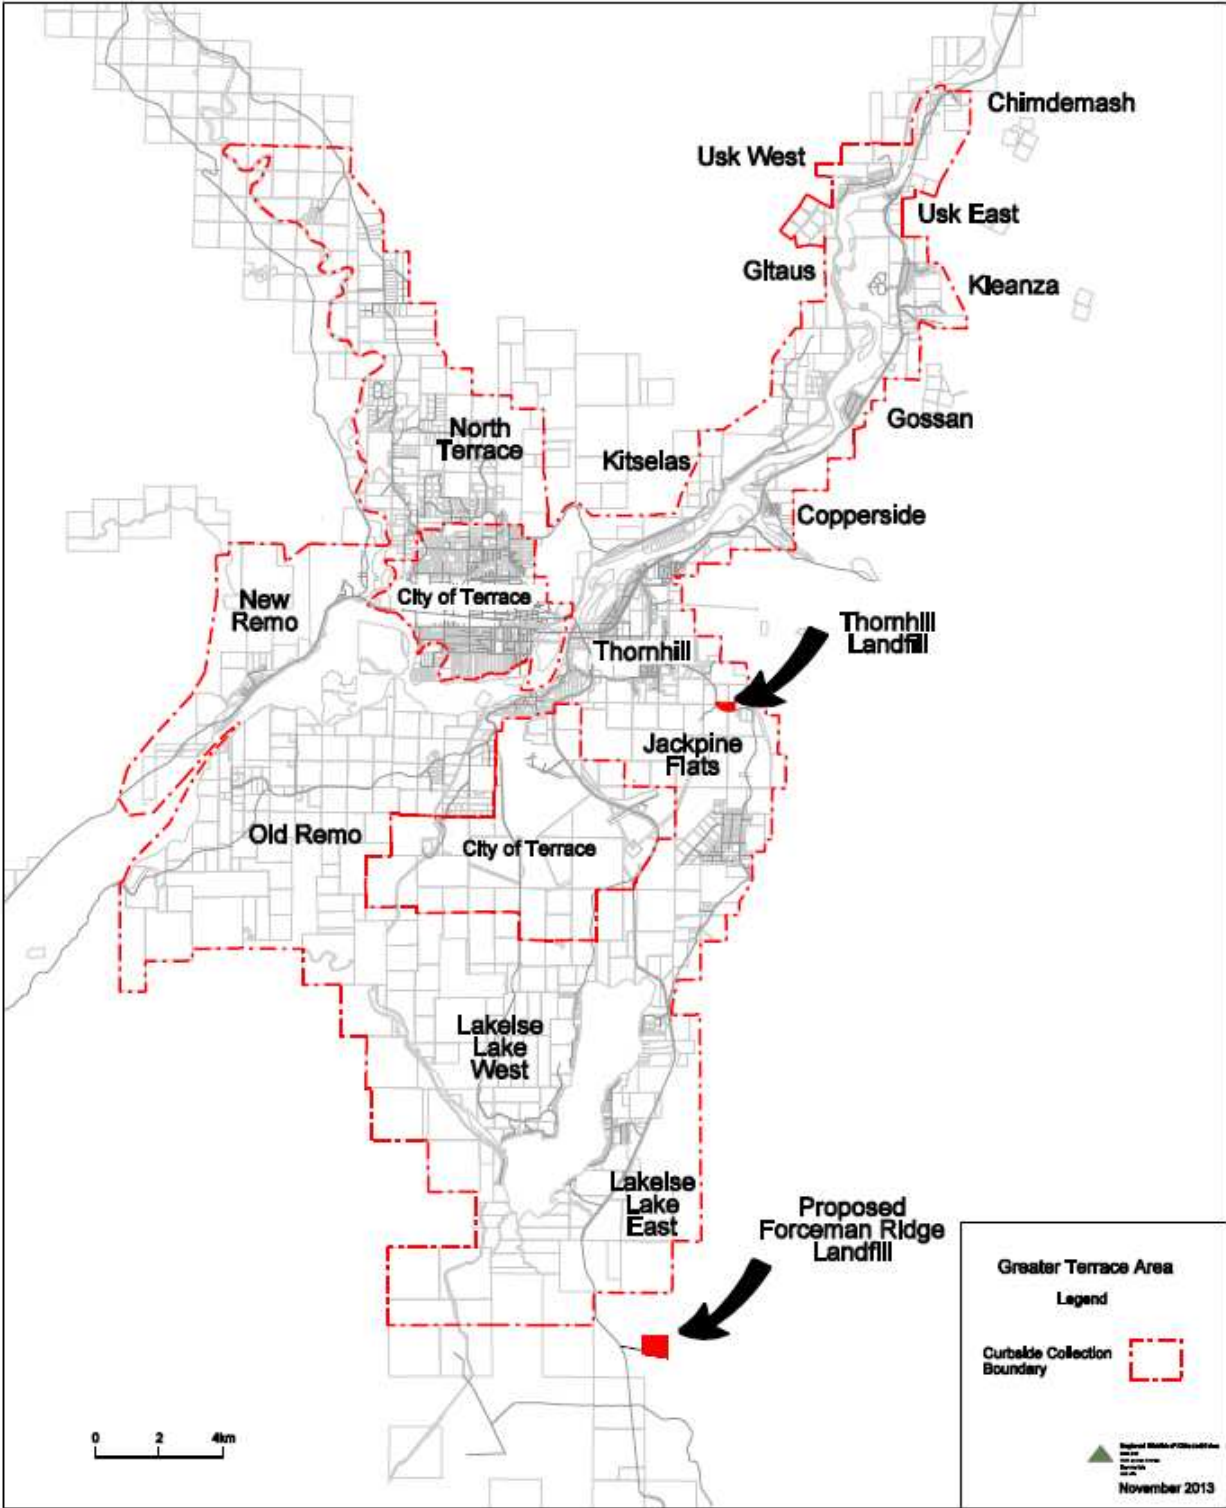 Chimdemash
Usk West
Usk East
Gitaus
Kleanza
Gossan
North
Terrace
Kitselas
Copperside
New
Remo
City of Terrace
Thornhill
Landfill
Thornhill
Jackpine
Flats
Old Remo
City of Terrace
Lakelse
Lake
West
Lakelse
Lake
East
Proposed
Forceman Ridge
Landfill
Greater Terrace Area
Legend
Curbside Collection
Boundary
0 2 4km
November 2013